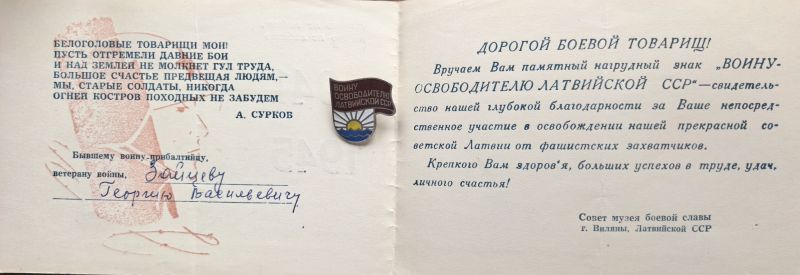 БЕЛОГОЛОВЫЕ ТОВАРИЩИ МОИ!
ПУСТЬ ОТГРЕМЕЛИ ДАВНИЕ БОИ
И НАД ЗЕМЛЕЙ НЕ МОЛКНЕТ ГУЛ ТРУДА,
БОЛЬШОЕ СЧАСТЬЕ ПРЕДВЕЩАЯ ЛЮДЯМ,—
МЫ, СТАРЫЕ СОЛДАТЫ, НИКОГДА
ОГНЕЙ КОСТРОВ ПОХОДНЫХ НЕ ЗАБУДЕМ
А. СУРКОВ
Бывшему воину-прибалтийцу,
ветерану войны, Зайцеву
Георгию Васильевичу
ВОИНУ
ОСВОБОДИТЕЛЮ
ЛАТВИЙСКОЙ ССР
ДОРОГОЙ БОЕВОЙ ТОВАРИЩ!
Вручаем Вам памятный нагрудный знак „ВОИНУ-
ОСВОБОДИТЕЛЮ ЛАТВИЙСКОЙ ССР“—свидетель-
ство нашей глубокой благодарности за Ваше непосред-
ственное участие в освобождении нашей прекрасной со-
ветской Латвии от фашистских захватчиков.
Крепкого Вам здоров'я, больших успехов в труде, удач,
личного счастья!
Совет музея боевой славы
г. Виляны, Латвийской ССР